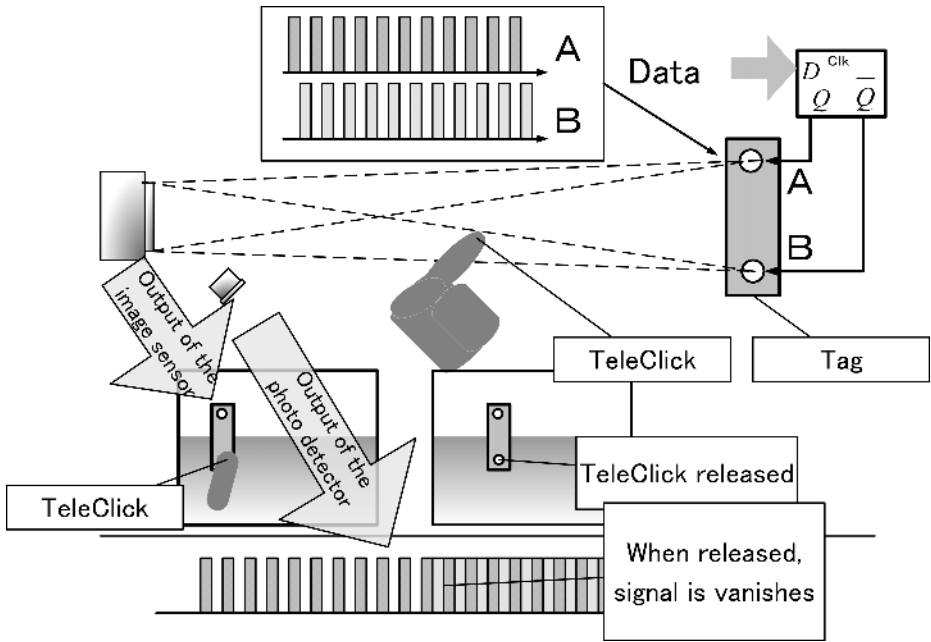 A
B
Data
D Clk
Q Q
A
B
Output of the
image sensor
Output of the
photo detector
TeleClick
Tag
TeleClick
TeleClick released
When released,
signal is vanishes